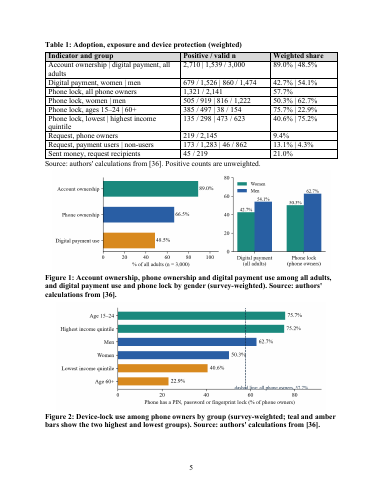 Table 1: Adoption, exposure and device protection (weighted)
Indicator and group Positive / valid n Weighted share
Account ownership | digital payment, all adults 2,710 | 1,539 / 3,000 89.0% | 48.5%
Digital payment, women | men 679 / 1,526 | 860 / 1,474 42.7% | 54.1%
Phone lock, all phone owners 1,321 / 2,141 57.7%
Phone lock, women | men 505 / 919 | 816 / 1,222 50.3% | 62.7%
Phone lock, ages 15–24 | 60+ 385 / 497 | 38 / 154 75.7% | 22.9%
Phone lock, lowest | highest income quintile 135 / 298 | 473 / 623 40.6% | 75.2%
Request, phone owners 219 / 2,145 9.4%
Request, payment users | non-users 173 / 1,283 | 46 / 862 13.1% | 4.3%
Sent money, request recipients 45 / 219 21.0%
Source: authors' calculations from [36]. Positive counts are unweighted.
Account ownership 89.0%
Phone ownership 66.5%
Digital payment use 48.5%
0 20 40 60 80 100
% of all adults (n = 3,000)
80
60
40
20
0
Women
Men
42.7% 54.1% 50.3% 62.7%
Digital payment
(all adults)
Phone lock
(phone owners)
Figure 1: Account ownership, phone ownership and digital payment use among all adults,
and digital payment use and phone lock by gender (survey-weighted). Source: authors'
calculations from [36].
Age 15–24 75.7%
Highest income quintile 75.2%
Men 62.7%
Women 50.3%
Lowest income quintile 40.6%
Age 60+ 22.9%
dashed line: all phone owners, 57.7%
0 20 40 60 80
Phone has a PIN, password or fingerprint lock (% of phone owners)
Figure 2: Device-lock use among phone owners by group (survey-weighted; teal and amber
bars show the two highest and lowest groups). Source: authors' calculations from [36].
5